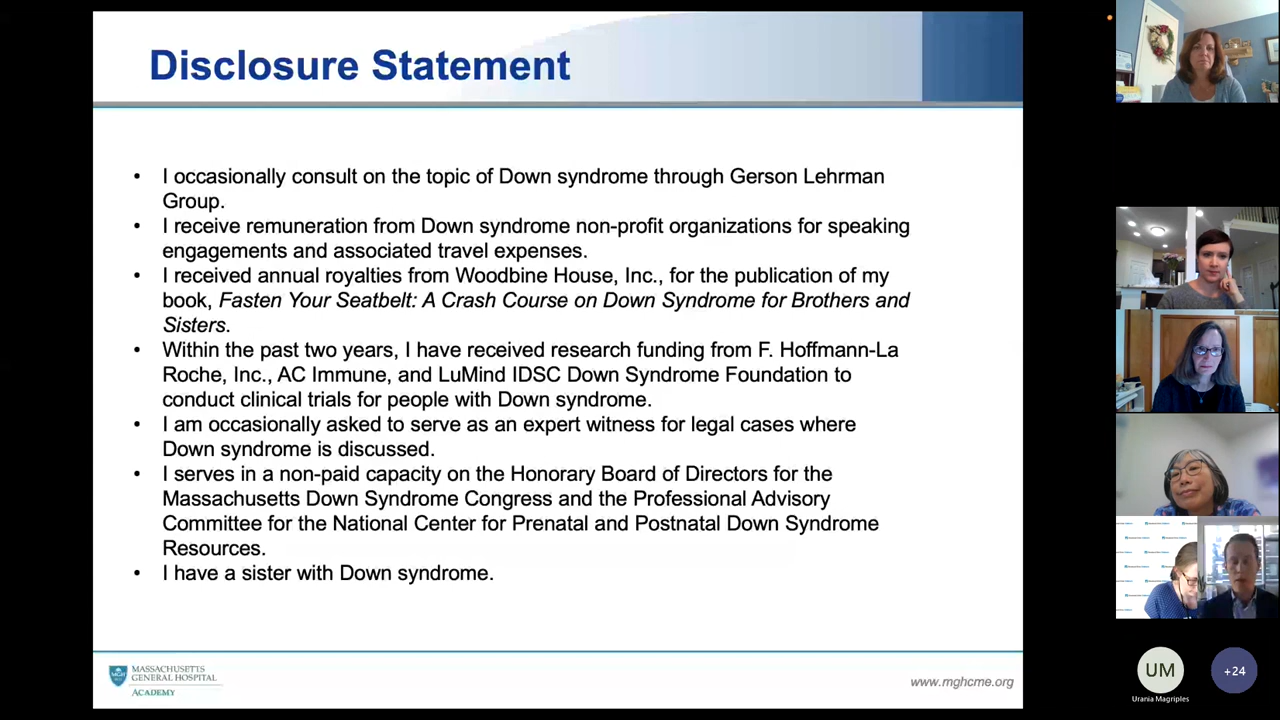 Disclosure Statement
• I occasionally consult on the topic of Down syndrome through Gerson Lehrman
Group.
• I receive remuneration from Down syndrome non-profit organizations for speaking
engagements and associated travel expenses.
• I received annual royalties from Woodbine House, Inc., for the publication of my
book, Fasten Your Seatbelt: A Crash Course on Down Syndrome for Brothers and
Sisters.
• Within the past two years, I have received research funding from F. Hoffmann-La
Roche, Inc., AC Immune, and LuMind IDSC Down Syndrome Foundation to
conduct clinical trials for people with Down syndrome.
• I am occasionally asked to serve as an expert witness for legal cases where
Down syndrome is discussed.
• I serves in a non-paid capacity on the Honorary Board of Directors for the
Massachusetts Down Syndrome Congress and the Professional Advisory
Committee for the National Center for Prenatal and Postnatal Down Syndrome
Resources.
• I have a sister with Down syndrome.
MASSACHUSETTS
GENERAL HOSPITAL
ACADEMY
www.mghcme.org
UM
+24
Urania Magriples